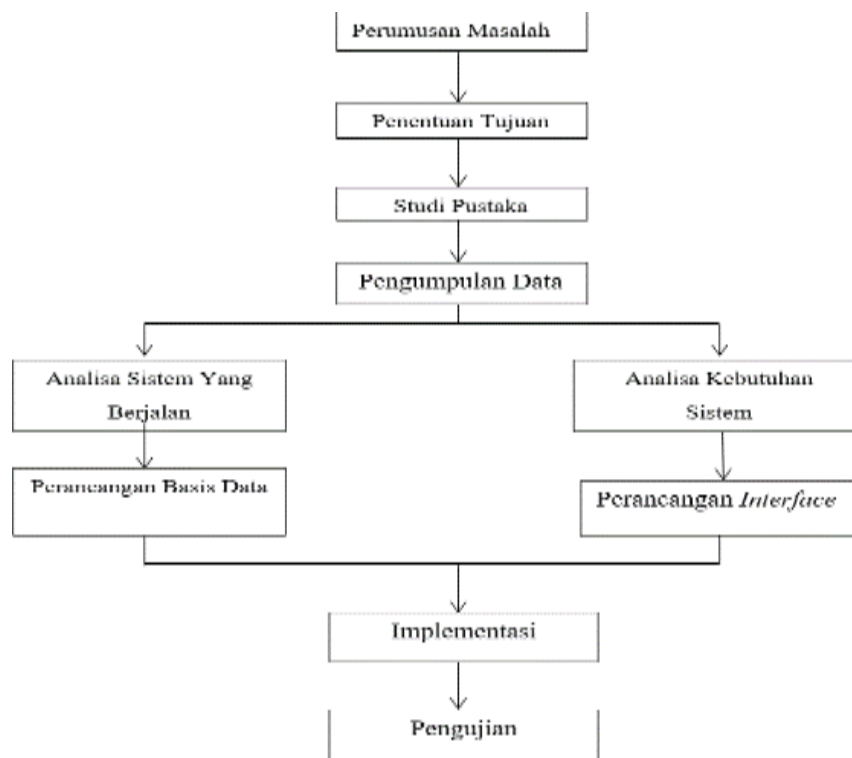 Perumusan Masalah
Penentuan Tujuan
Studi Pustaka
Pengumpulan Data
Analisa Sistem Yang
Berjalan
Analisa Kebutuhan
Sistem
Perancangan Basis Data
Perancangan Interface
Implementasi
Pengujian